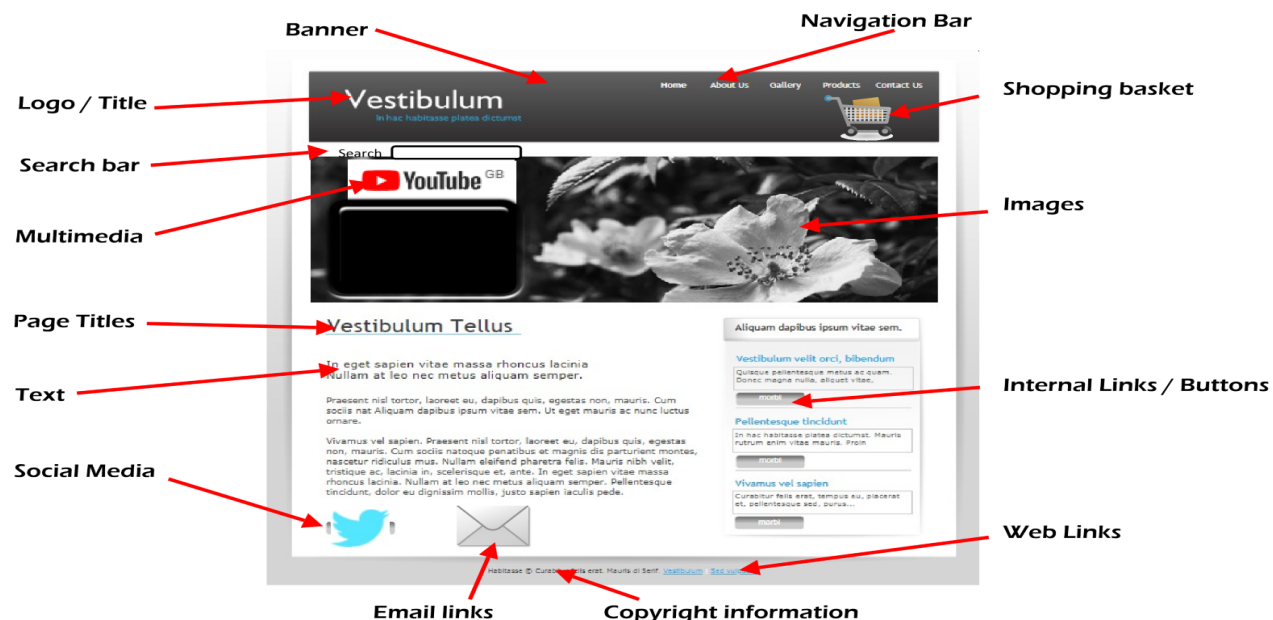 Banner
Navigation Bar
Logo / Title
Shopping basket
Home About Us Gallery Products Contact Us
Vestibulum
In hac habitasse platea dictumst
Search bar
Search
YouTube GB
Multimedia
Images
Page Titles
Vestibulum Tellus
Aliquam dapibus ipsum vitae sem.
In eget sapien vitae massa rhoncus lacinia
Nullam at leo nec metus aliquam semper.
Text
Praesent nisl tortor, laoreet eu, dapibus quis, egestas non, mauris. Cum
sociis nat Aliquam dapibus ipsum vitae sem. Ut eget mauris ac nunc luctus
ornare.
Vivamus vel sapien. Praesent nisl tortor, laoreet eu, dapibus quis, egestas
non, mauris. Cum sociis natoque penatibus et magnis dis parturient montes,
nascetur ridiculus mus. Nullam eleifend pharetra felis. Mauris nibh velit,
tristique ac, lacinia in, scelerisque et, ante. In eget sapien vitae massa
rhoncus lacinia. Nullam at leo nec metus aliquam semper. Pellentesque
tincidunt, dolor eu dignissim mollis, justo sapien iaculis pede.
Vestibulum velit orci, bibendum
Quisque pellentesque metus ac quam.
Donec magna nulla, aliquet vitae,
morbi
Internal Links / Buttons
Pellentesque tincidunt
In hac habitasse platea dictumst. Mauris
rutrum enim vitae mauris. Proin
morbi
Vivamus vel sapien
Curabitur felis erat, tempus eu, placerat
et, pellentesque sed, purus...
morbi
Social Media
Web Links
Habitasse © Curabitur felis erat. Mauris di Serif. Vestibulum | Sed
Email links
Copyright information